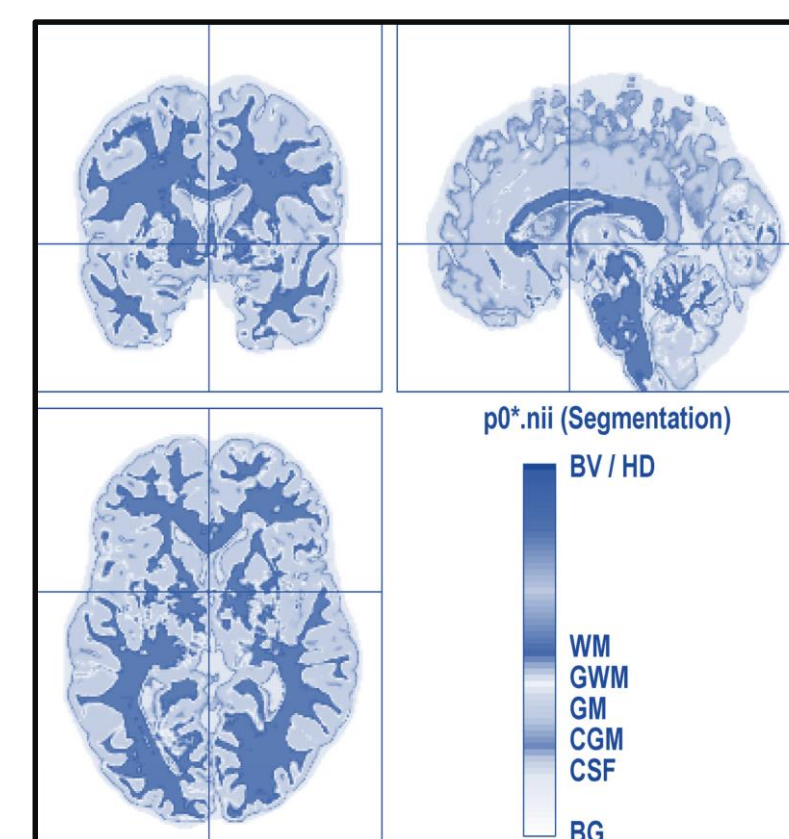 p0*.nii (Segmentation)
BV / HD
WM
GWM
GM
CGM
CSF
BG